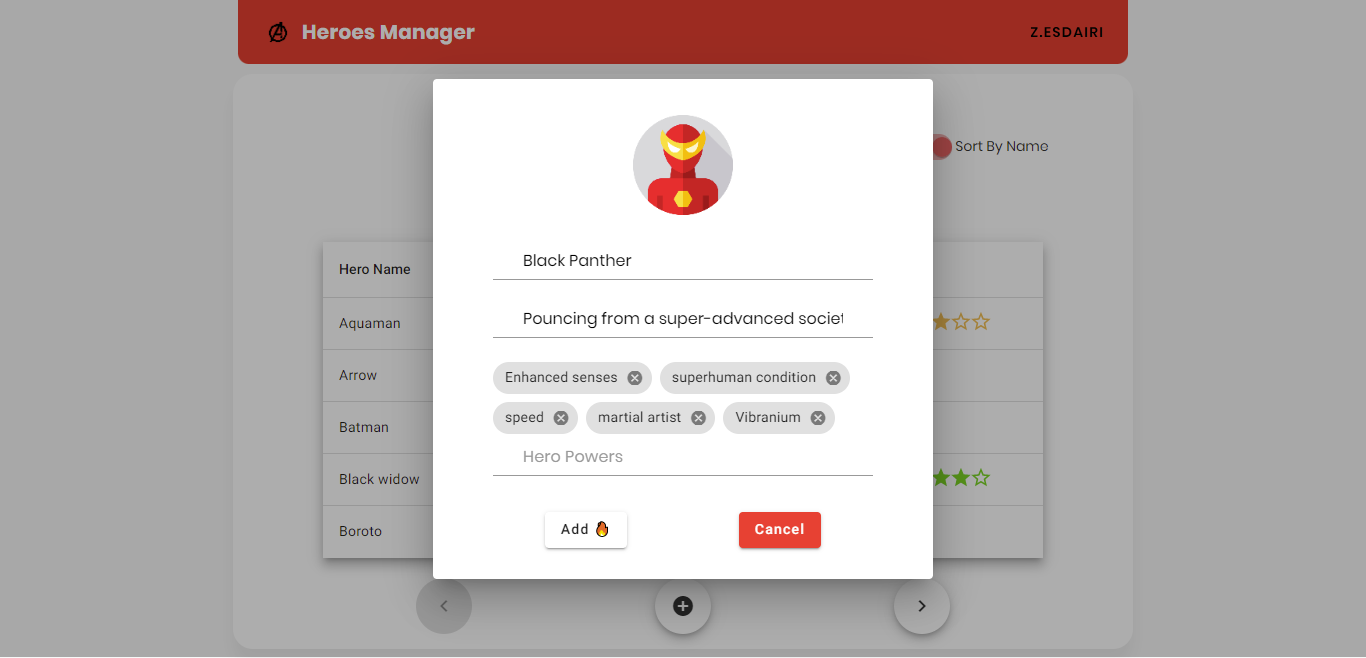 Heroes Manager
Z.ESDAIRI
Sort By Name
Black Panther
Pouncing from a super-advanced societ
Enhanced senses superhuman condition
speed martial artist Vibranium
Hero Powers
Add Cancel
Hero Name
Aquaman
Arrow
Batman
Black widow
Boroto